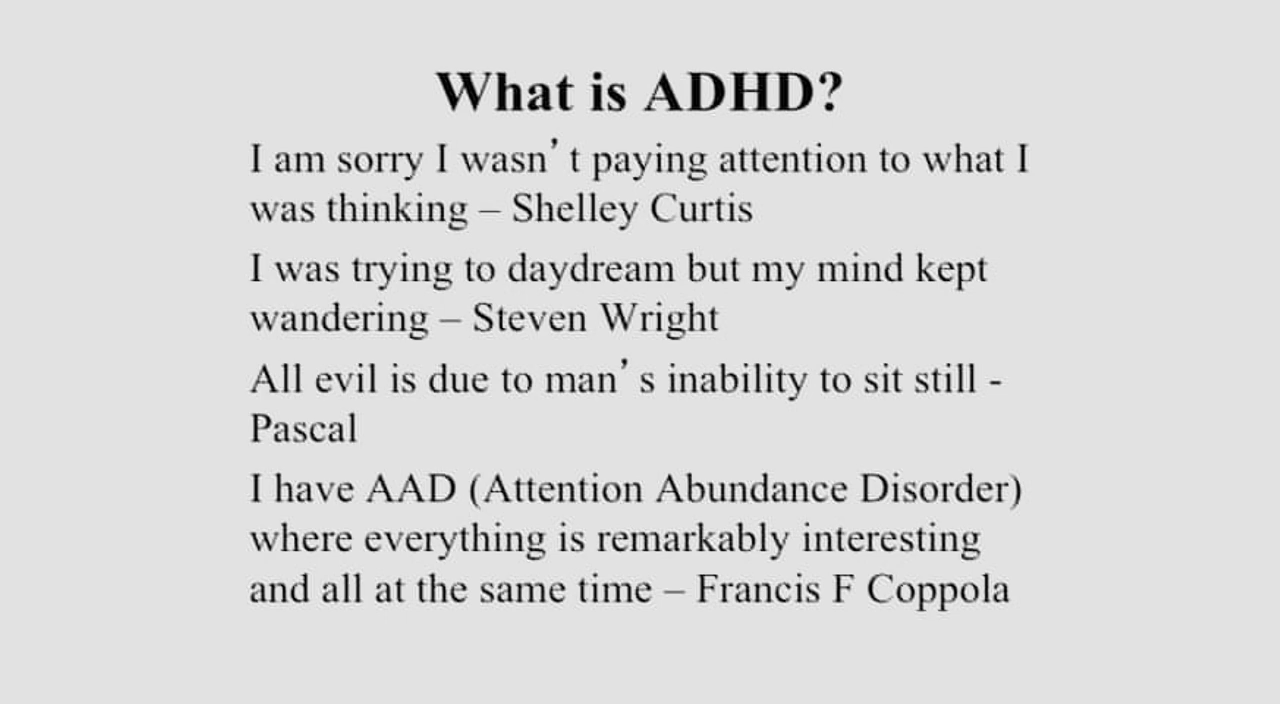 What is ADHD?
I am sorry I wasn’ t paying attention to what I
was thinking – Shelley Curtis
I was trying to daydream but my mind kept
wandering – Steven Wright
All evil is due to man’ s inability to sit still -
Pascal
I have AAD (Attention Abundance Disorder)
where everything is remarkably interesting
and all at the same time – Francis F Coppola